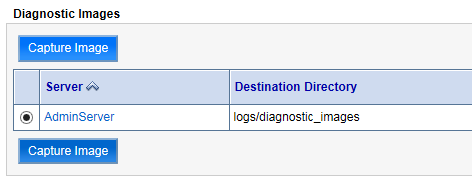 Diagnostic Images
Capture Image
Server Destination Directory
AdminServer logs/diagnostic_images
Capture Image